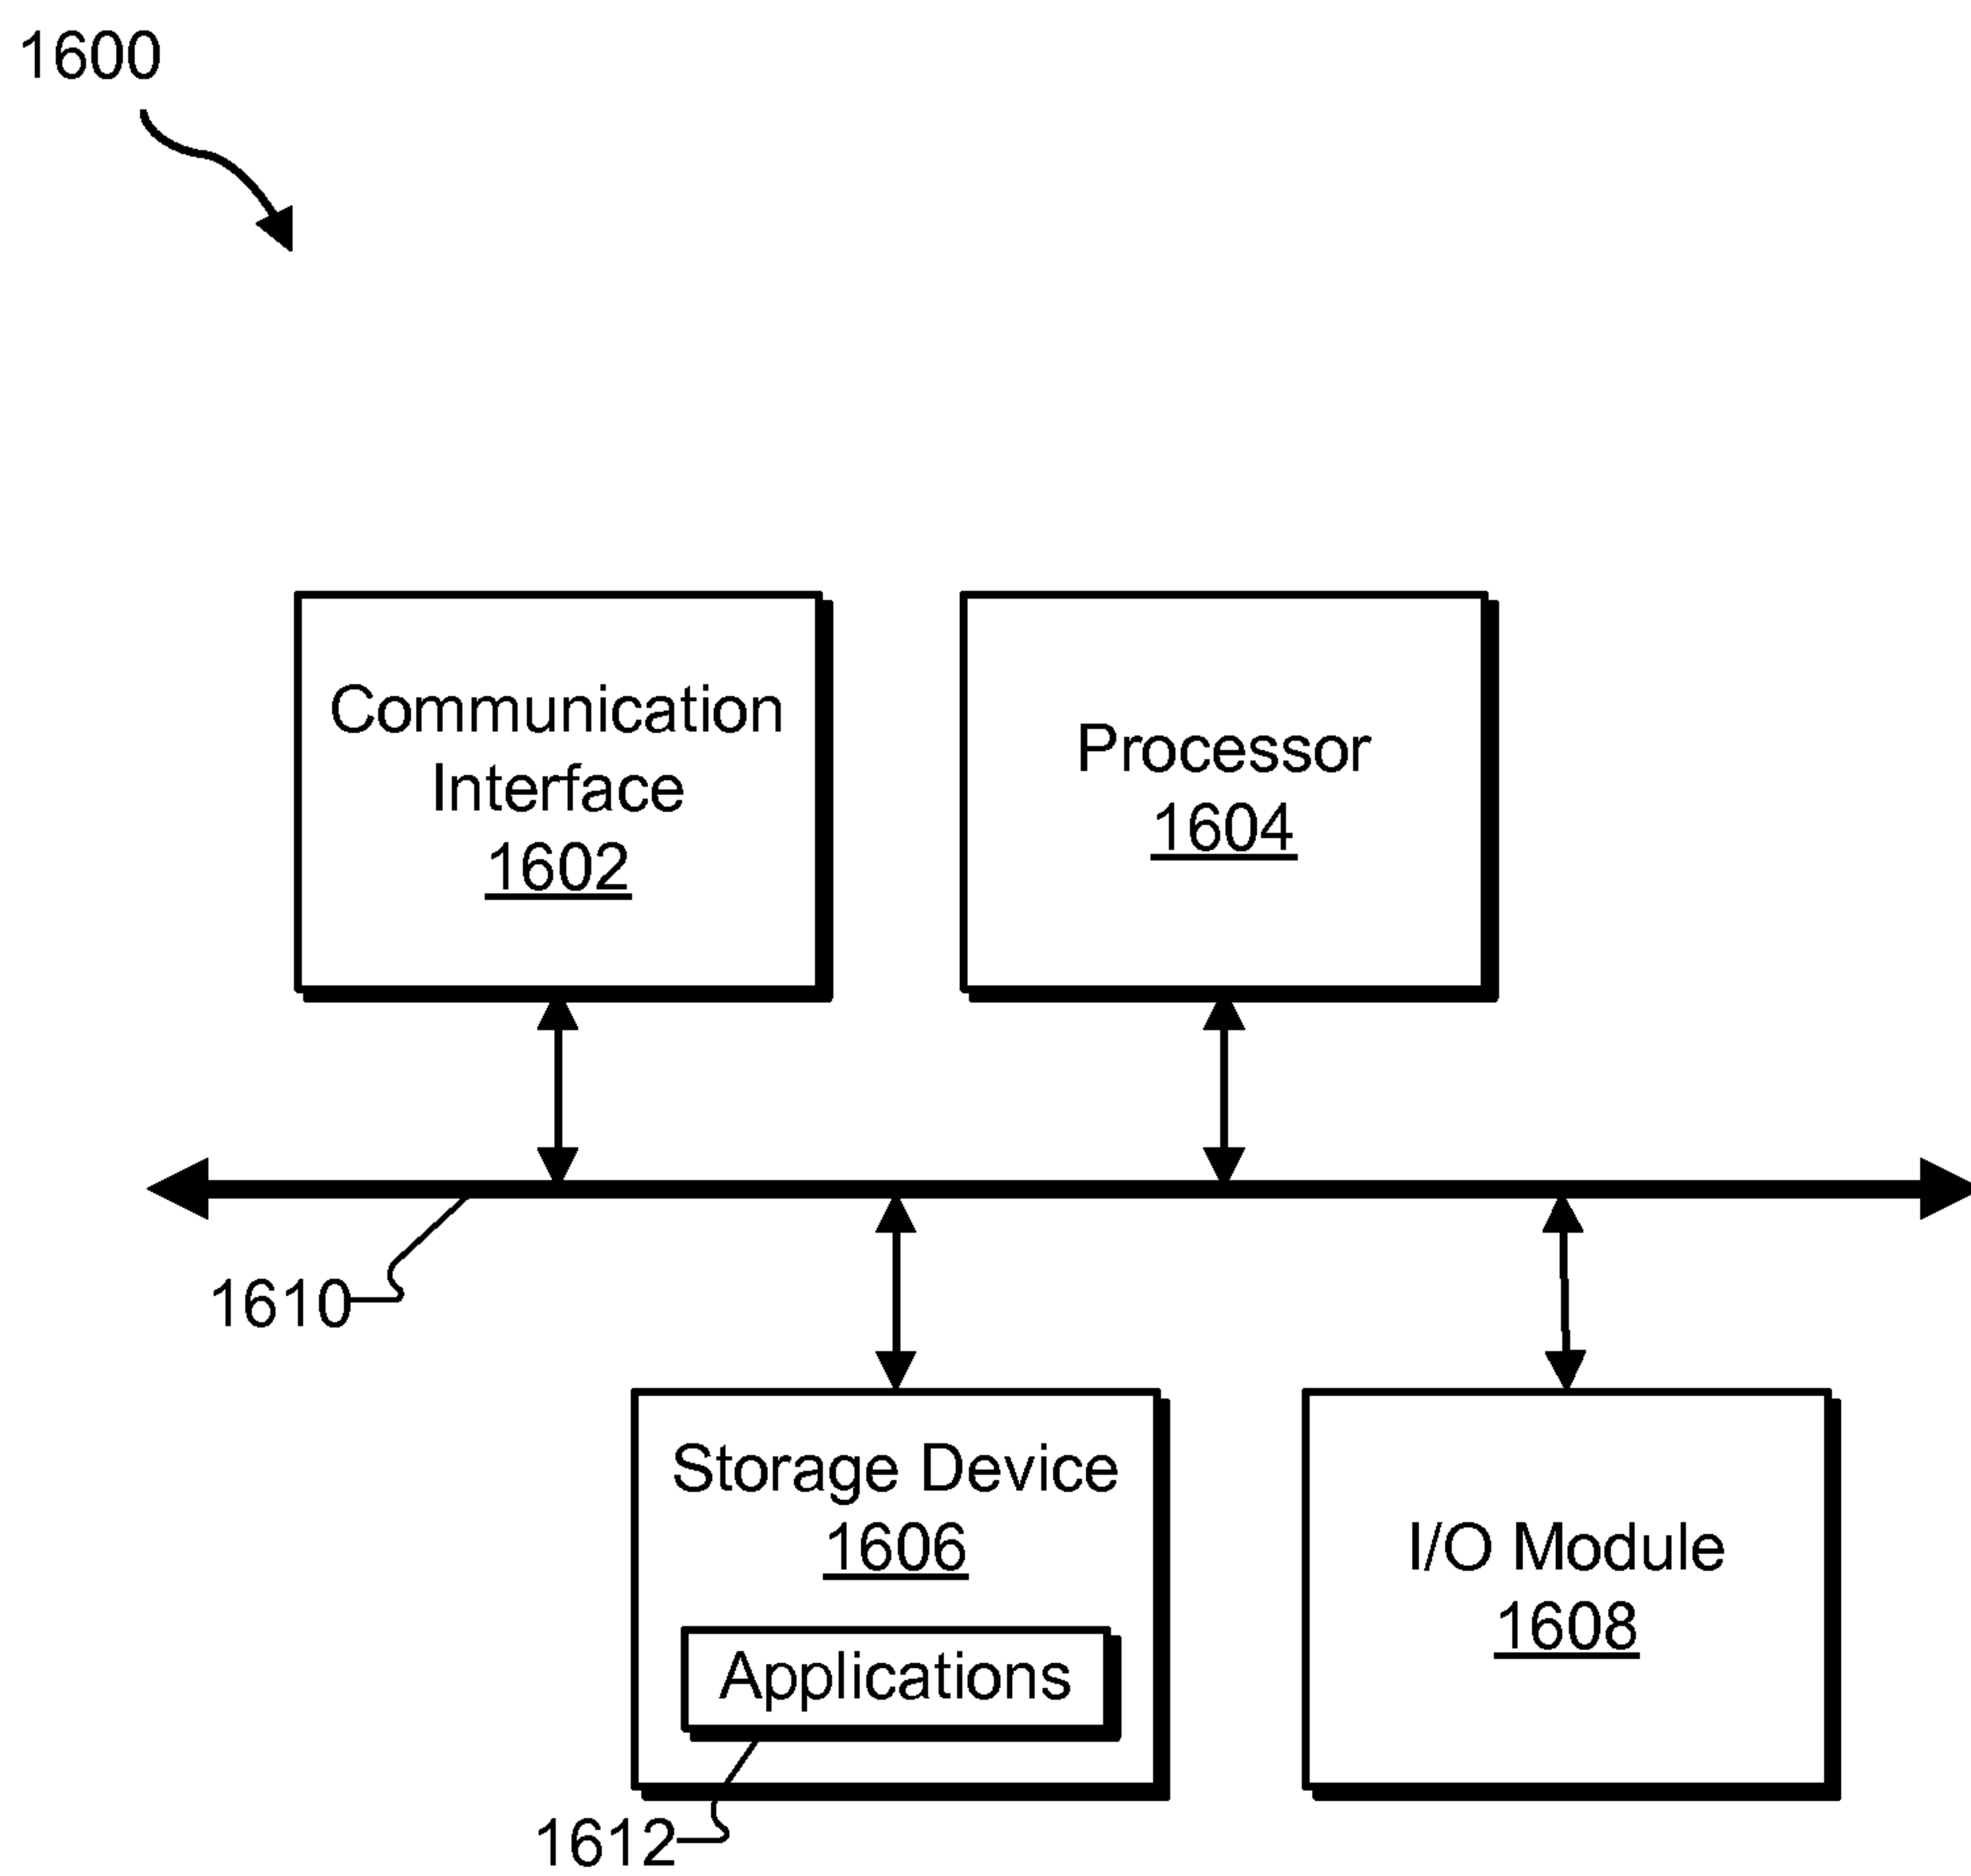 1600
Communication
Interface
1602
Processor
1604
1610
Storage Device
1606
Applications
1612
I/O Module
1608